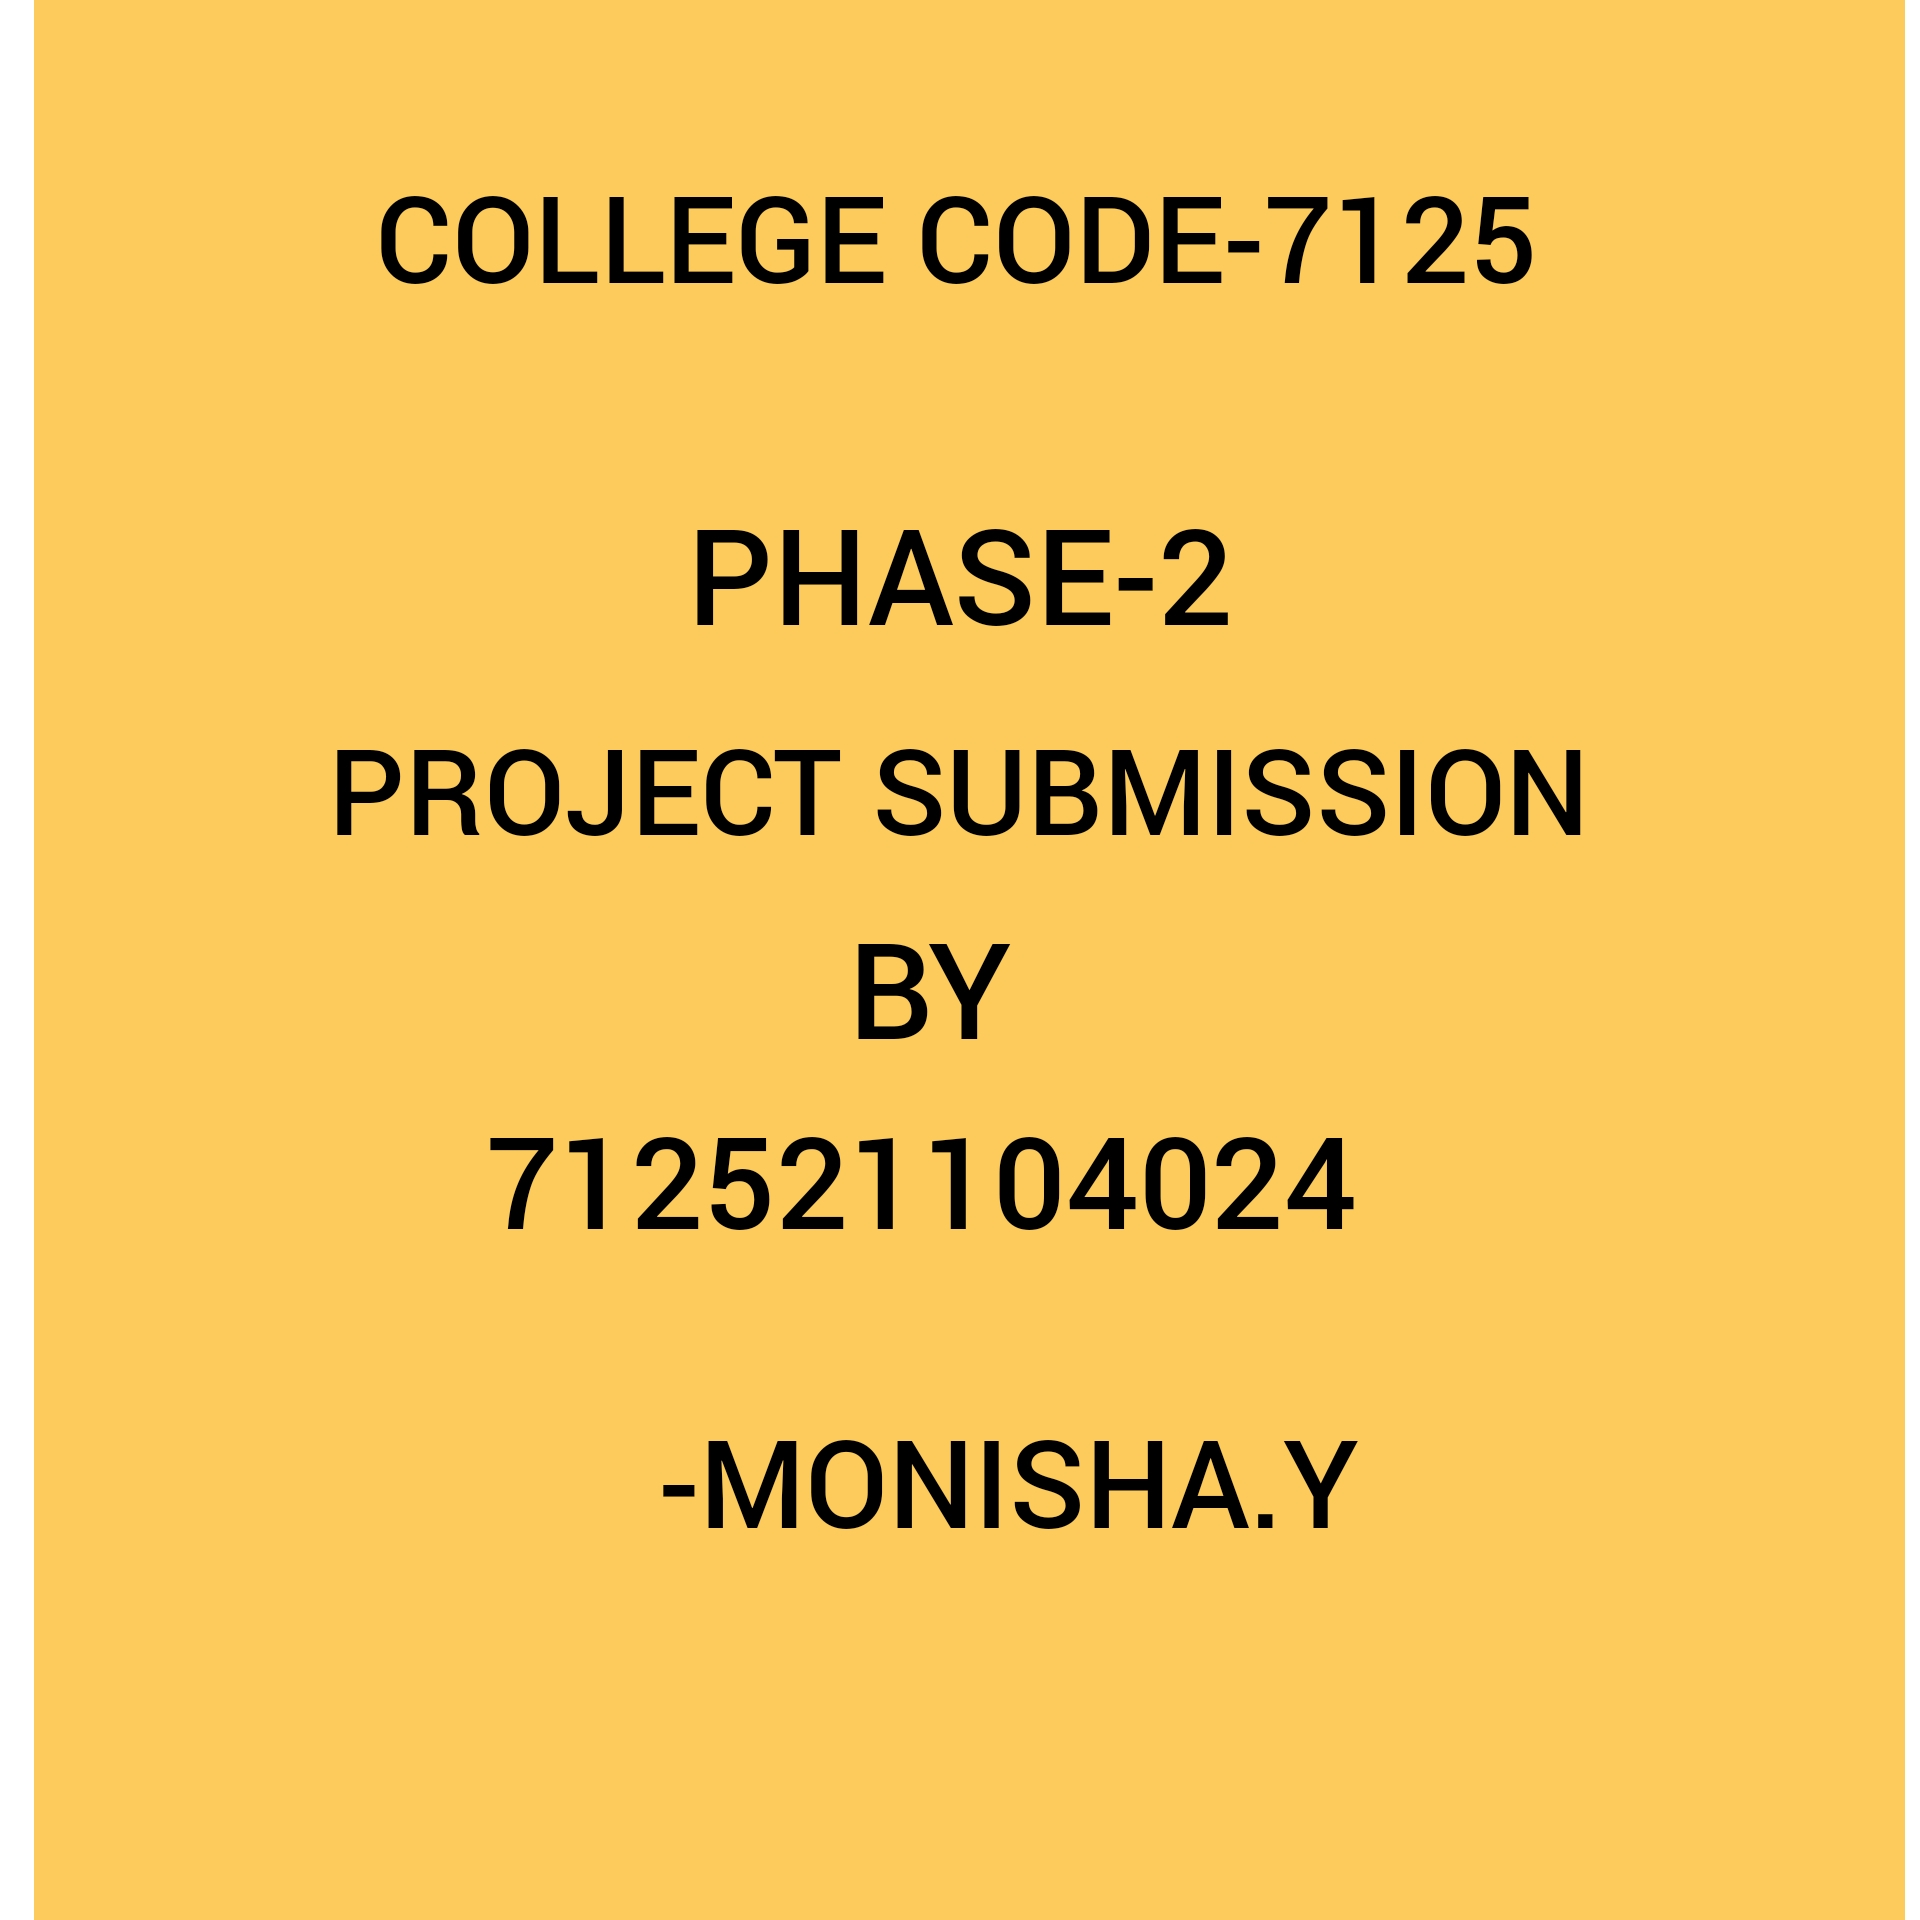 COLLEGE CODE-7125
PHASE-2
PROJECT SUBMISSION
BY
712521104024
-MONISHA.Y